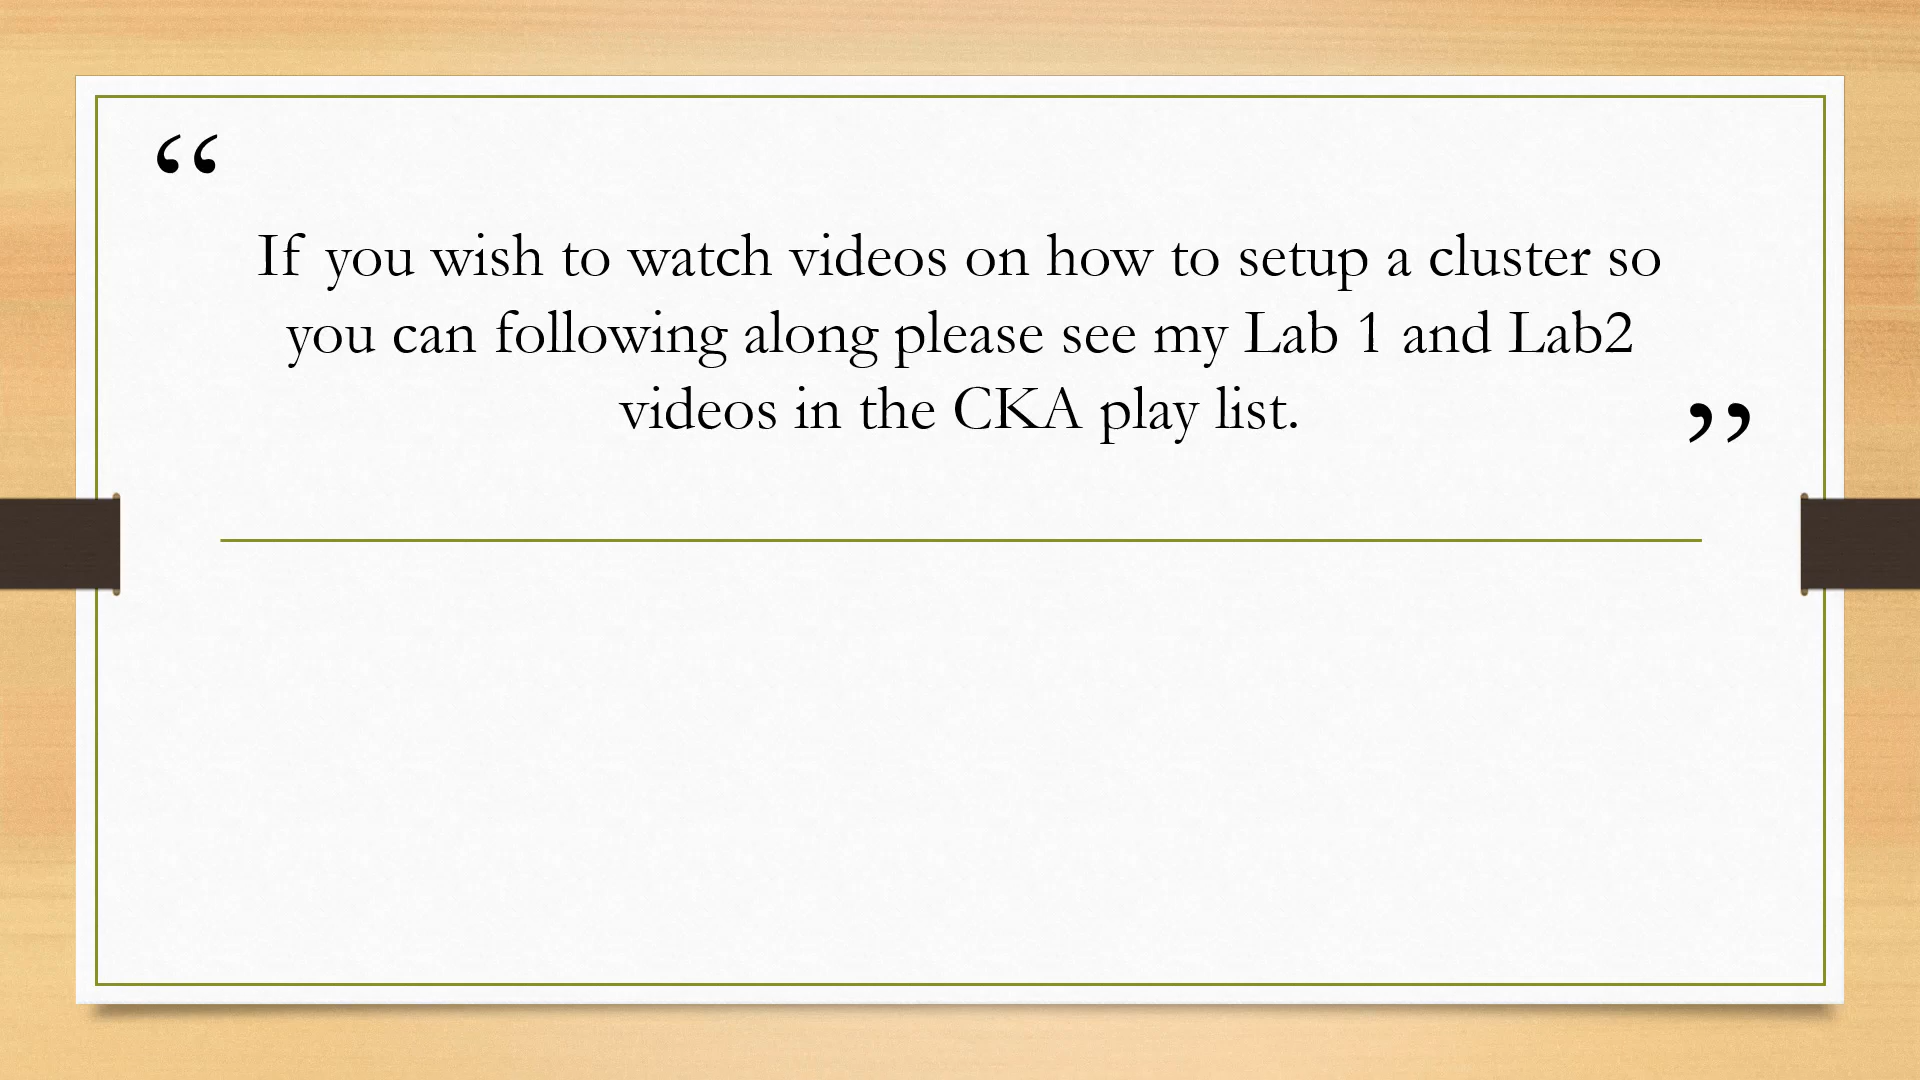 “
If you wish to watch videos on how to setup a cluster so
you can following along please see my Lab 1 and Lab2
videos in the CKA play list.
”